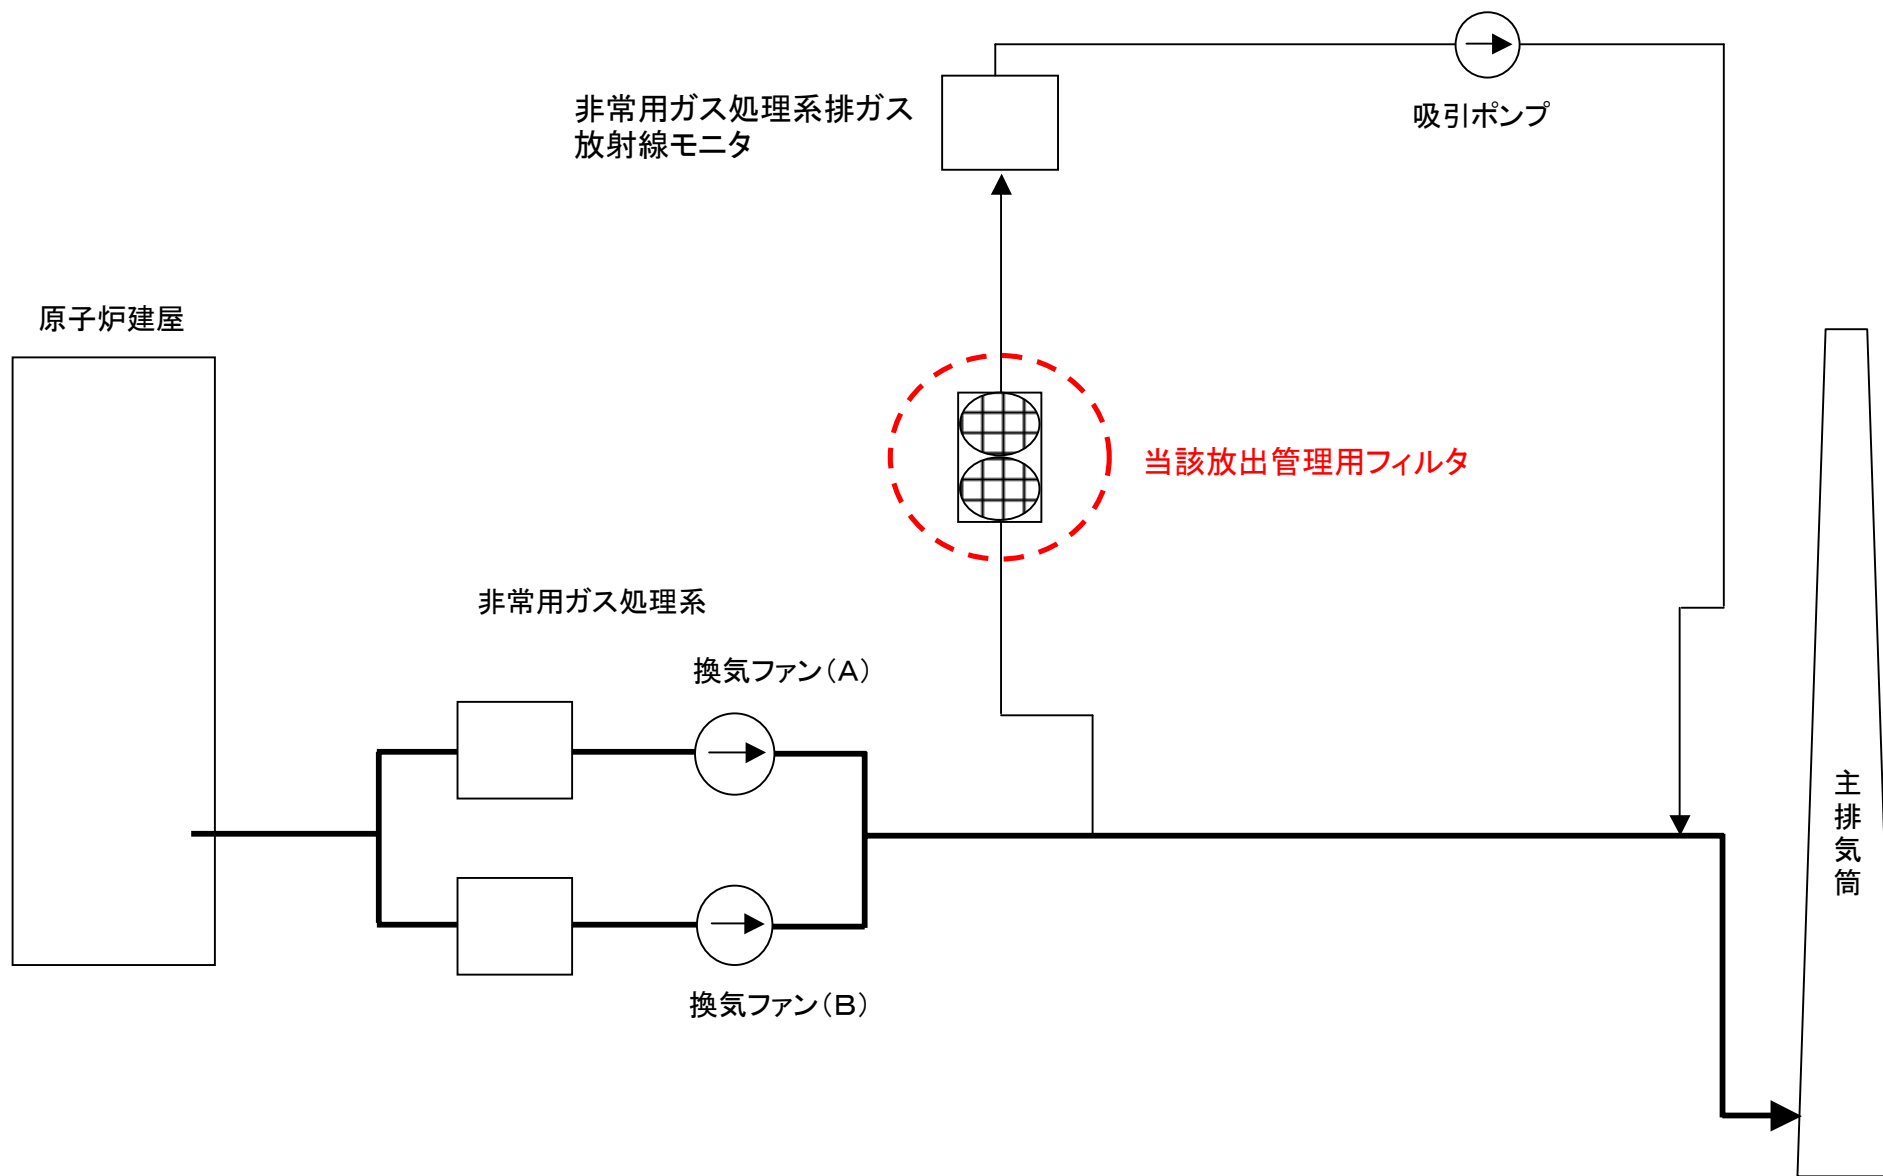 非常用ガス処理系排ガス
放射線モニタ
吸引ポンプ
原子炉建屋
当該放出管理用フィルタ
非常用ガス処理系
換気ファン(A)
換気ファン(B)
主排気筒